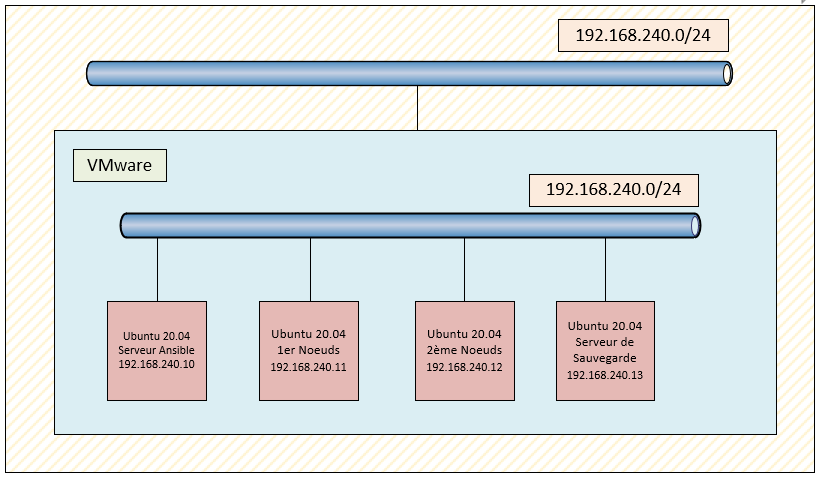 192.168.240.0/24
VMware
192.168.240.0/24
Ubuntu 20.04
Serveur Ansible
192.168.240.10
Ubuntu 20.04
1er Noeuds
192.168.240.11
Ubuntu 20.04
2ème Noeuds
192.168.240.12
Ubuntu 20.04
Serveur de
Sauvegarde
192.168.240.13